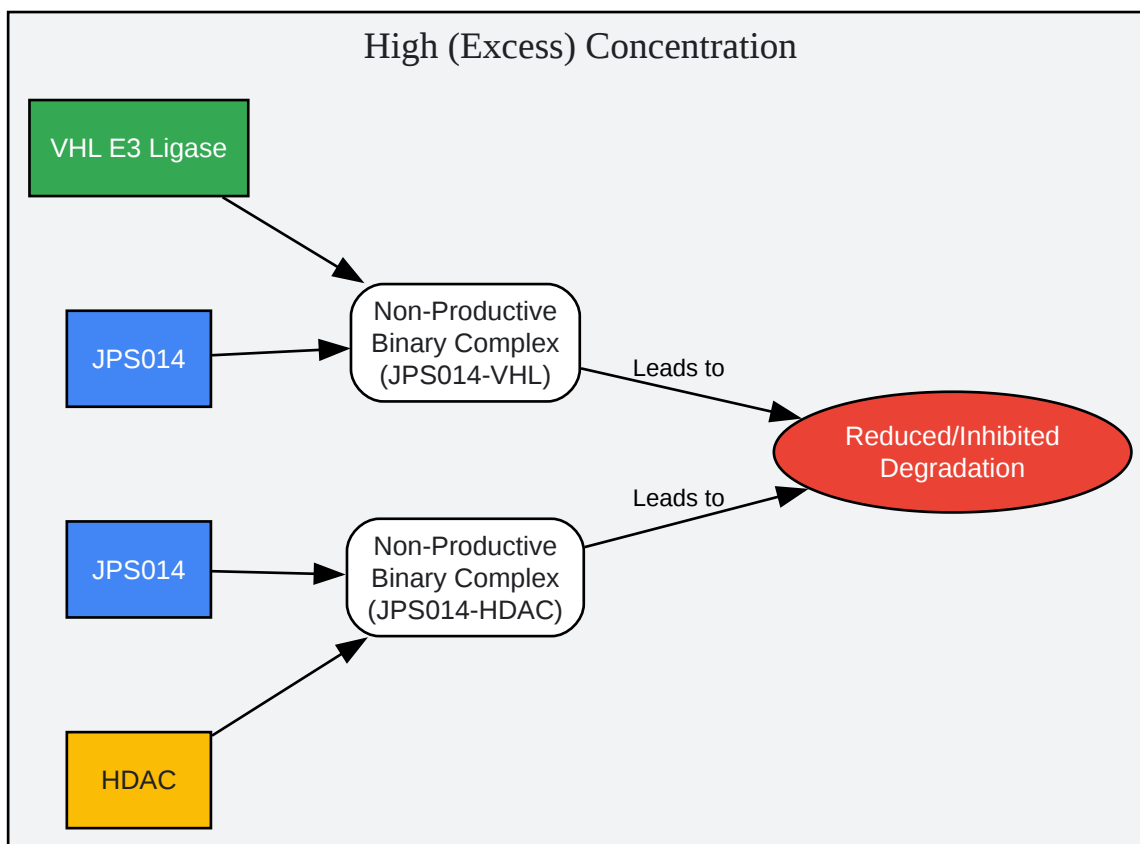 High (Excess) Concentration
VHL E3 Ligase
JPS014
Non-Productive
Binary Complex
(JPS014-VHL)
Leads to
Reduced/Inhibited
Degradation
Leads to
JPS014
Non-Productive
Binary Complex
(JPS014-HDAC)
HDAC